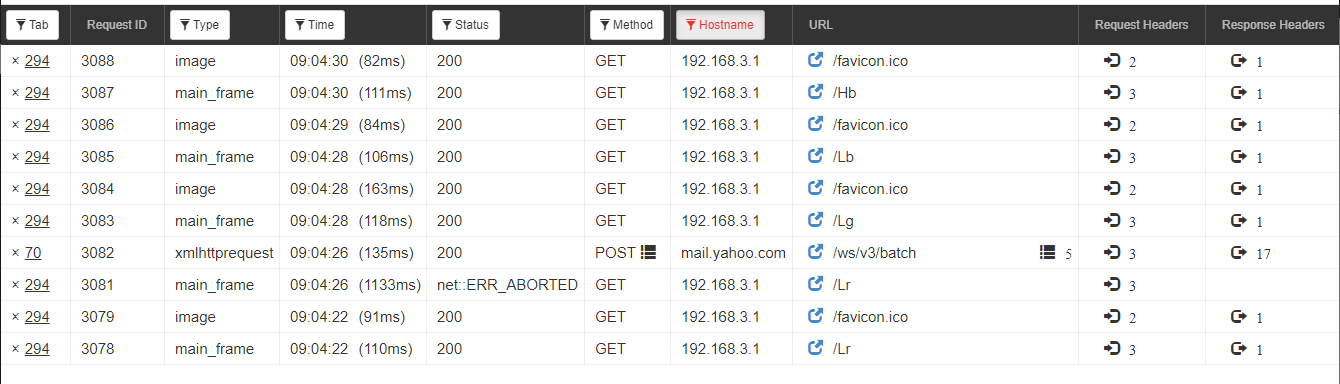 Tab Request ID Type Time Status Method Hostname URL Request Headers Response Headers
× 294 3088 image 09:04:30 (82ms) 200 GET 192.168.3.1 /favicon.ico 2 1
× 294 3087 main_frame 09:04:30 (111ms) 200 GET 192.168.3.1 /Hb 3 1
× 294 3086 image 09:04:29 (84ms) 200 GET 192.168.3.1 /favicon.ico 2 1
× 294 3085 main_frame 09:04:28 (106ms) 200 GET 192.168.3.1 /Lb 3 1
× 294 3084 image 09:04:28 (163ms) 200 GET 192.168.3.1 /favicon.ico 2 1
× 294 3083 main_frame 09:04:28 (118ms) 200 GET 192.168.3.1 /Lg 3 1
× 70 3082 xmlhttprequest 09:04:26 (135ms) 200 POST mail.yahoo.com /ws/v3/batch 5 3 17
× 294 3081 main_frame 09:04:26 (1133ms) net::ERR_ABORTED GET 192.168.3.1 /Lr 3
× 294 3079 image 09:04:22 (91ms) 200 GET 192.168.3.1 /favicon.ico 2 1
× 294 3078 main_frame 09:04:22 (110ms) 200 GET 192.168.3.1 /Lr 3 1